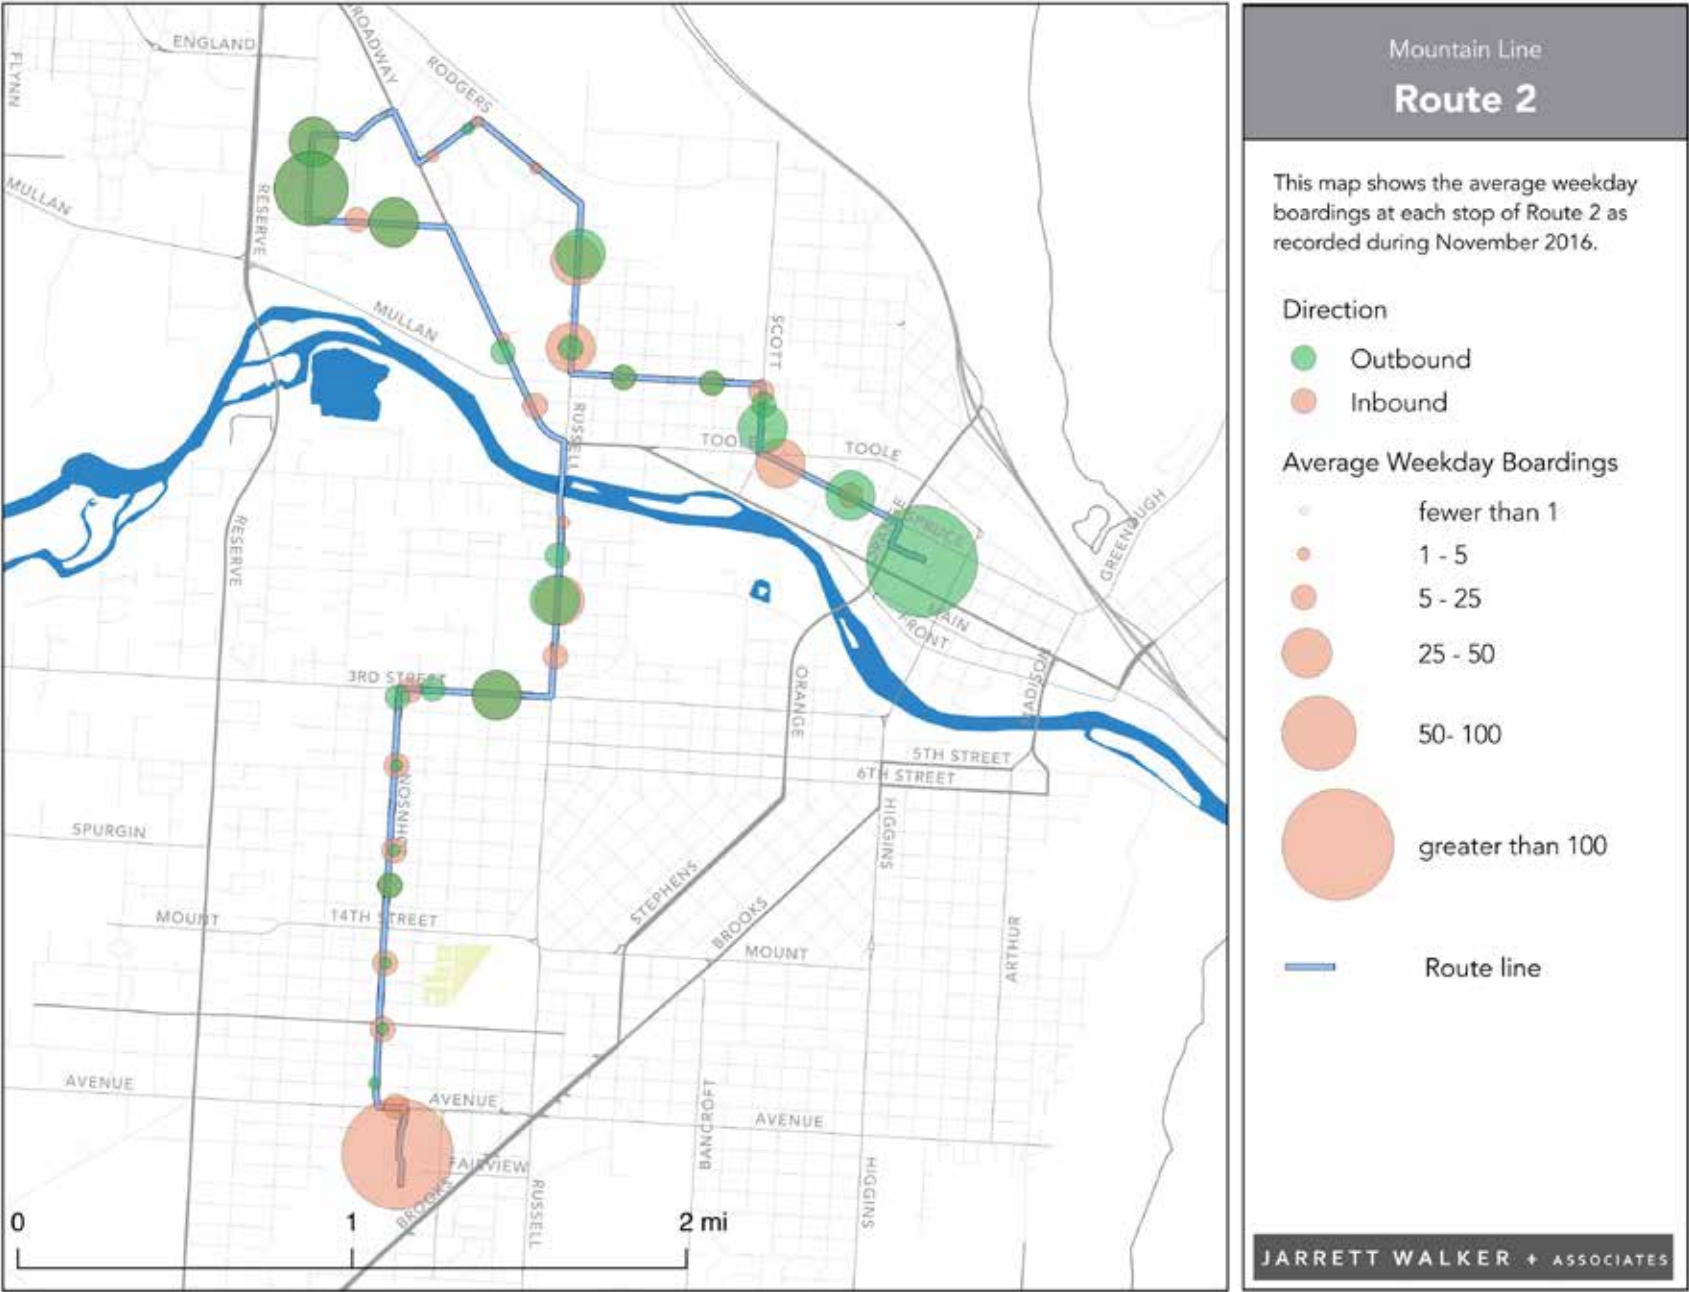 ENGLAND
BROADWAY
FLYNN
RODGERS
MULLAN
RESERVE
MULLAN
SCOTT
RUSSELL
TOOLE
TOOLE
GREENOUGH
SPRUCE
ORANGE
RESERVE
MAIN
FRONT
MADISON
3RD STREET
ORANGE
5TH STREET
6TH STREET
JOHNSON
HIGGINS
SPURGIN
STEPHENS
BROOKS
MOUNT
14TH STREET
MOUNT
ARTHUR
AVENUE
AVENUE
AVENUE
BANCROFT
FAIRVIEW
BROOKS
RUSSELL
HIGGINS
0
1
2 mi
Mountain Line
Route 2
This map shows the average weekday
boardings at each stop of Route 2 as
recorded during November 2016.
Direction
Outbound
Inbound
Average Weekday Boardings
fewer than 1
1 - 5
5 - 25
25 - 50
50- 100
greater than 100
Route line
JARRETT WALKER + ASSOCIATES